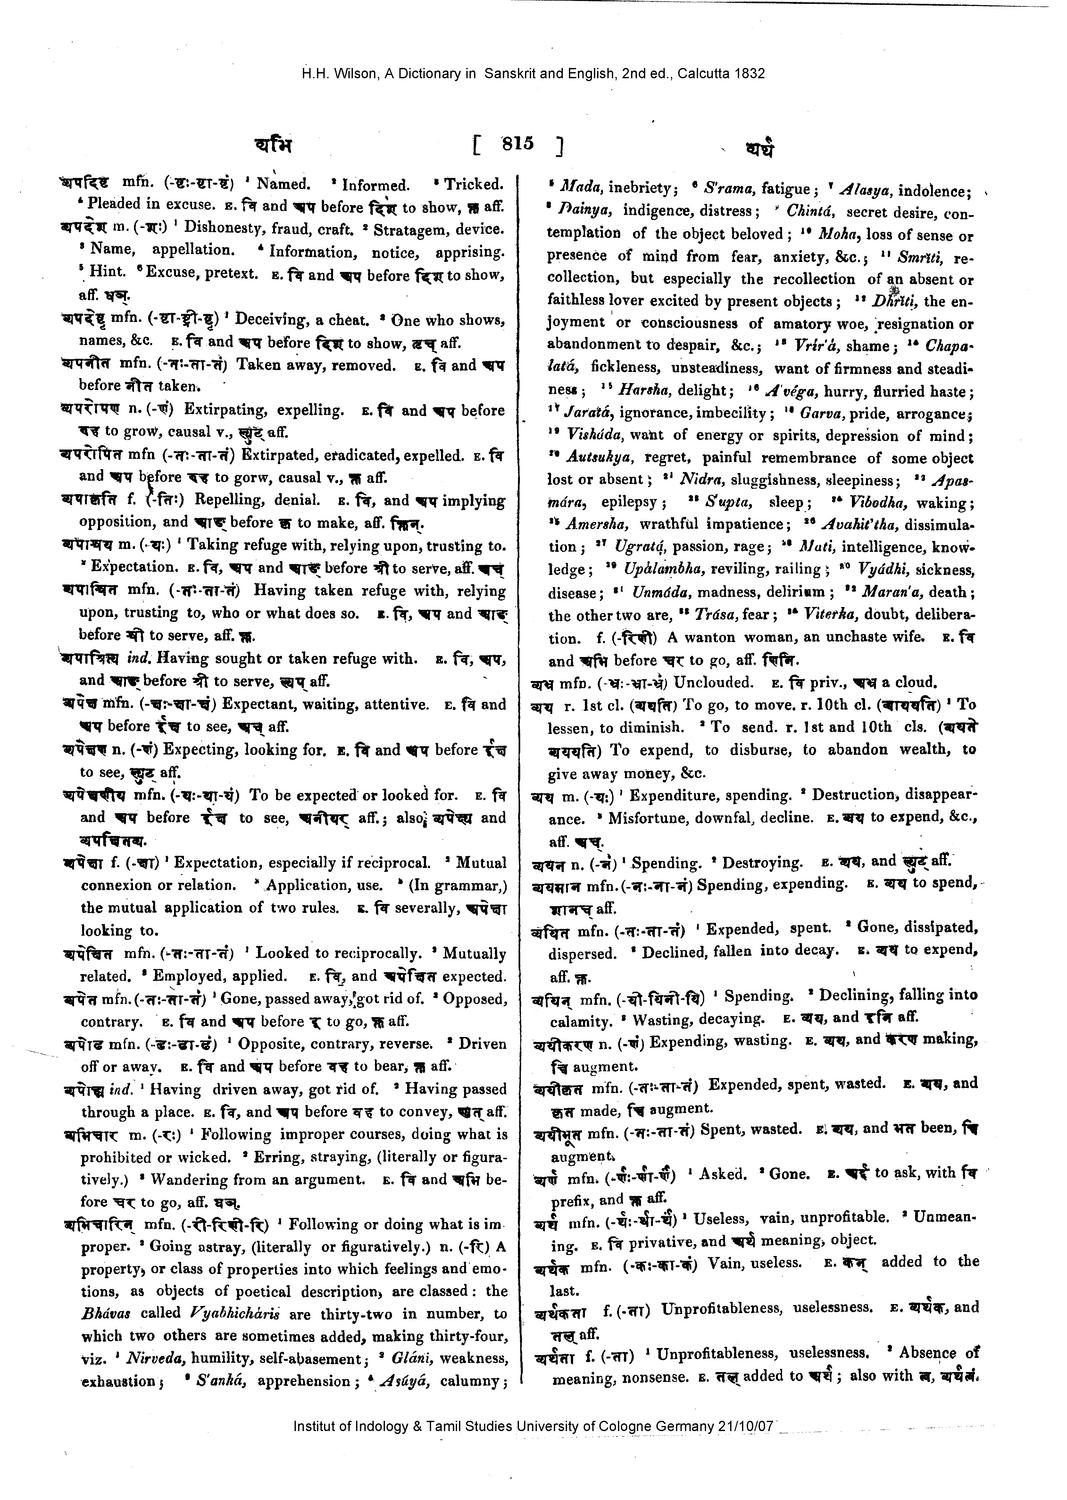 H.H. Wilson, A Dictionary in Sanskrit and English, 2nd ed., Calcutta 1832
व्यभि [ 815 ] व्यर्थ
व्यपदिष्ट mfn. (-ष्टः-ष्टा-ष्टं) ¹ Named. ² Informed. ³ Tricked.
⁴ Pleaded in excuse. E. वि and अप before दिश to show, क्त aff.
व्यपदेश m. (-शः) ¹ Dishonesty, fraud, craft. ² Stratagem, device.
³ Name, appellation. ⁴ Information, notice, apprising.
⁵ Hint. ⁶ Excuse, pretext. E. वि and अप before दिश to show,
aff. घञ्.
व्यपदेष्टृ mfn. (-ष्टा-ष्ट्री-ष्टृ) ¹ Deceiving, a cheat. ² One who shows,
names, &c. E. वि and अप before दिश to show, तृच् aff.
व्यपनीत mfn. (-तः-ता-तं) Taken away, removed. E. वि and अप
before नीत taken.
व्यपरोपण n. (-णं) Extirpating, expelling. E. वि and अप before
रुह to grow, causal v., ल्युट् aff.
व्यपरोपित mfn (-तः-ता-तं) Extirpated, eradicated, expelled. E. वि
and अप before रुह to gorw, causal v., क्त aff.
व्यपाकृति f. (-तिः) Repelling, denial. E. वि, and अप implying
opposition, and आङ् before कृ to make, aff. क्तिन्.
व्यपाश्रय m. (-यः) ¹ Taking refuge with, relying upon, trusting to.
² Expectation. E. वि, अप and आङ् before श्री to serve, aff. अच्
व्यपाश्रित mfn. (-तः-ता-तं) Having taken refuge with, relying
upon, trusting to, who or what does so. E. वि, अप and आङ्
before श्री to serve, aff. क्त.
व्यपाश्रित्य ind. Having sought or taken refuge with. E. वि, अप,
and आङ् before श्री to serve, ल्यप् aff.
व्यपेक्ष mfn. (-क्षः-क्षा-क्षं) Expectant, waiting, attentive. E. वि and
अप before ईक्ष to see, अच् aff.
व्यपेक्षण n. (-णं) Expecting, looking for. E. वि and अप before ईक्ष
to see, ल्युट् aff.
व्यपेक्षणीय mfn. (-यः-या-यं) To be expected or looked for. E. वि
and अप before ईक्ष to see, अनीयर् aff.; also व्यपेक्ष्य and
व्यपेक्षितव्य.
व्यपेक्षा f. (-क्षा) ¹ Expectation, especially if reciprocal. ² Mutual
connexion or relation. ³ Application, use. ⁴ (In grammar,)
the mutual application of two rules. E. वि severally, अपेक्षा
looking to.
व्यपेक्षित mfn. (-तः-ता-तं) ¹ Looked to reciprocally. ² Mutually
related. ³ Employed, applied. E. वि, and अपेक्षित expected.
व्यपेत mfn. (-तः-ता-तं) ¹ Gone, passed away, got rid of. ² Opposed,
contrary. E. वि and अप before इ to go, क्त aff.
व्यपोढ mfn. (-ढः-ढा-ढं) ¹ Opposite, contrary, reverse. ² Driven
off or away. E. वि and अप before वह to bear, क्त aff.
व्यपोह्य ind. ¹ Having driven away, got rid of. ² Having passed
through a place. E. वि, and अप before वह to convey, aff.
व्यभिचार m. (-रः) ¹ Following improper courses, doing what is
prohibited or wicked. ² Erring, straying, (literally or figura-
tively.) ³ Wandering from an argument. E. वि and अभि be-
fore चर to go, aff. घञ्.
व्यभिचारिन् mfn. (-री-रिणी-रि) ¹ Following or doing what is im
proper. ² Going astray, (literally or figuratively.) n. (-रि) A
property, or class of properties into which feelings and emo-
tions, as objects of poetical description, are classed: the
Bhávas called Vyabhichàris are thirty-two in number, to
which two others are sometimes added, making thirty-four,
viz. ¹ Nirveda, humility, self-abasement; ² Gláni, weakness,
exhaustion; ³ S'anká, apprehension; ⁴ Asúyá, calumny;
⁵ Mada, inebriety; ⁶ S'rama, fatigue; ⁷ Alasya, indolence;
⁸ Dainya, indigence, distress; ⁹ Chintá, secret desire, con-
templation of the object beloved; ¹⁰ Moha, loss of sense or
presence of mind from fear, anxiety, &c.; ¹¹ Smrĭti, re-
collection, but especially the recollection of an absent or
faithless lover excited by present objects; ¹² Dhrĭti, the en-
joyment or consciousness of amatory woe, resignation or
abandonment to despair, &c.; ¹³ Vrír'á, shame; ¹⁴ Chapa-
latá, fickleness, unsteadiness, want of firmness and steadi-
ness; ¹⁵ Harsha, delight; ¹⁶ A'véga, hurry, flurried haste;
¹⁷ Jaratá, ignorance, imbecility; ¹⁸ Garva, pride, arrogance;
¹⁹ Visháda, want of energy or spirits, depression of mind;
²⁰ Autsukya, regret, painful remembrance of some object
lost or absent; ²¹ Nidra, sluggishness, sleepiness; ²² Apas-
mára, epilepsy; ²³ Supta, sleep; ²⁴ Vibodha, waking;
²⁵ Amersha, wrathful impatience; ²⁶ Avahit'tha, dissimula-
tion; ²⁷ Ugratá, passion, rage; ²⁸ Mati, intelligence, know-
ledge; ²⁹ Upàlambha, reviling, railing; ³⁰ Vyádhi, sickness,
disease; ³¹ Unmáda, madness, delirium; ³² Maran'a, death;
the other two are, ³³ Trása, fear; ³⁴ Viterka, doubt, delibera-
tion. f. (-रिणी) A wanton woman, an unchaste wife. E. वि
and अभि before चर to go, aff. णिनि.
व्यभ्र mfn. (-भ्रः-भ्रा-भ्रं) Unclouded. E. वि priv., अभ्र a cloud.
व्यय r. 1st cl. (व्ययति) To go, to move. r. 10th cl. (व्याययति) ¹ To
lessen, to diminish. ² To send. r. 1st and 10th cls. (व्ययते
व्यययति) To expend, to disburse, to abandon wealth, to
give away money, &c.
व्यय m. (-यः) ¹ Expenditure, spending. ² Destruction, disappear-
ance. ³ Misfortune, downfal, decline. E. व्यय to expend, &c.,
aff. अच्.
व्ययन n. (-नं) ¹ Spending. ² Destroying. E. व्यय, and ल्युट् aff.
व्ययमान mfn. (-नः-ना-नं) Spending, expending. E. व्यय to spend,
शानच् aff.
व्ययित mfn. (-तः-ता-तं) ¹ Expended, spent. ² Gone, dissipated,
dispersed. ³ Declined, fallen into decay. E. व्यय to expend,
aff. क्त.
व्ययिन् mfn. (-यी-यिनी-यि) ¹ Spending. ² Declining, falling into
calamity. ³ Wasting, decaying. E. व्यय, and इनि aff.
व्ययीकरण n. (-णं) Expending, wasting. E. व्यय, and करण making,
च्वि augment.
व्ययीकृत mfn. (-तः-ता-तं) Expended, spent, wasted. E. व्यय, and
कृत made, च्वि augment.
व्ययीभूत mfn. (-तः-ता-तं) Spent, wasted. E. व्यय, and भूत been, च्वि
augment.
व्यर्ण mfn. (-र्णः-र्णा-र्णं) ¹ Asked. ² Gone. E. अर्द्द to ask, with वि
prefix, and क्त aff.
व्यर्थ mfn. (-र्थः-र्था-र्थं) ¹ Useless, vain, unprofitable. ² Unmean-
ing. E. वि privative, and अर्थ meaning, object.
व्यर्थक mfn. (-कः-का-कं) Vain, useless. E. कन् added to the
last.
व्यर्थकता f. (-ता) Unprofitableness, uselessness. E. व्यर्थक, and
तल् aff.
व्यर्थता f. (-ता) ¹ Unprofitableness, uselessness. ² Absence of
meaning, nonsense. E. तल् added to व्यर्थ; also with त्व, व्यर्थत्वं.
Institut of Indology & Tamil Studies University of Cologne Germany 21/10/07